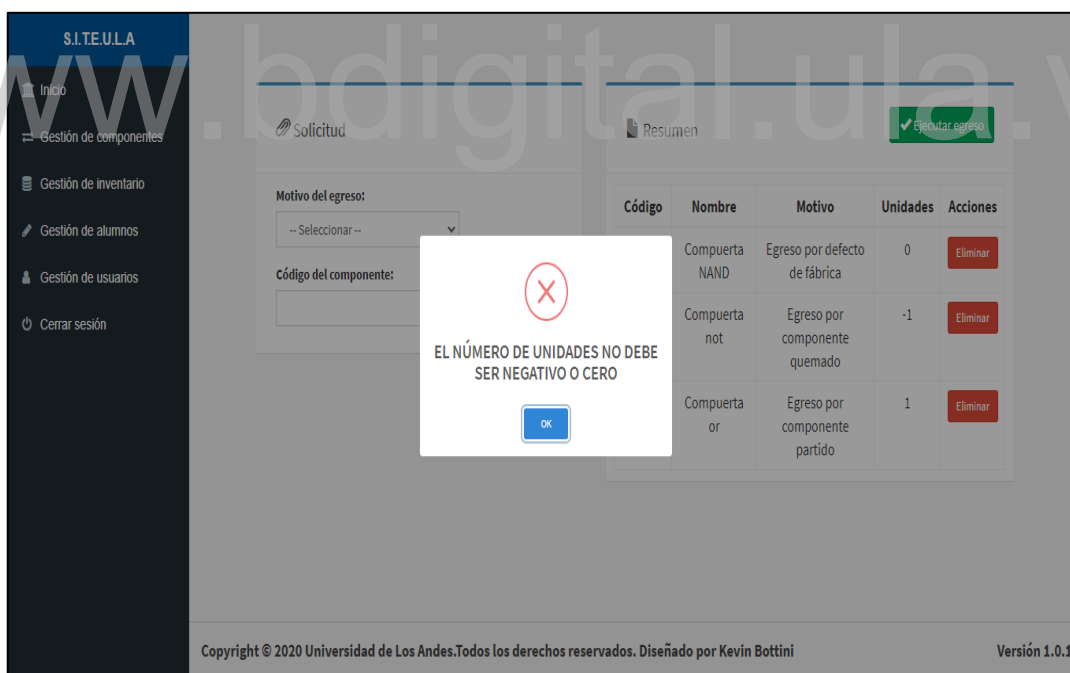 S.I.T.E.U.L.A
Inicio
Gestión de componentes
Gestión de inventario
Gestión de alumnos
Gestión de usuarios
Cerrar sesión
Solicitud
Motivo del egreso:
-- Seleccionar --
Código del componente:
Resumen
Ejecutar egreso
Código Nombre Motivo Unidades Acciones
Compuerta NAND Egreso por defecto de fábrica 0 Eliminar
Compuerta not Egreso por componente quemado -1 Eliminar
Compuerta or Egreso por componente partido 1 Eliminar
EL NÚMERO DE UNIDADES NO DEBE
SER NEGATIVO O CERO
OK
Copyright © 2020 Universidad de Los Andes.Todos los derechos reservados. Diseñado por Kevin Bottini
Versión 1.0.1
www.bdigital.ula.v